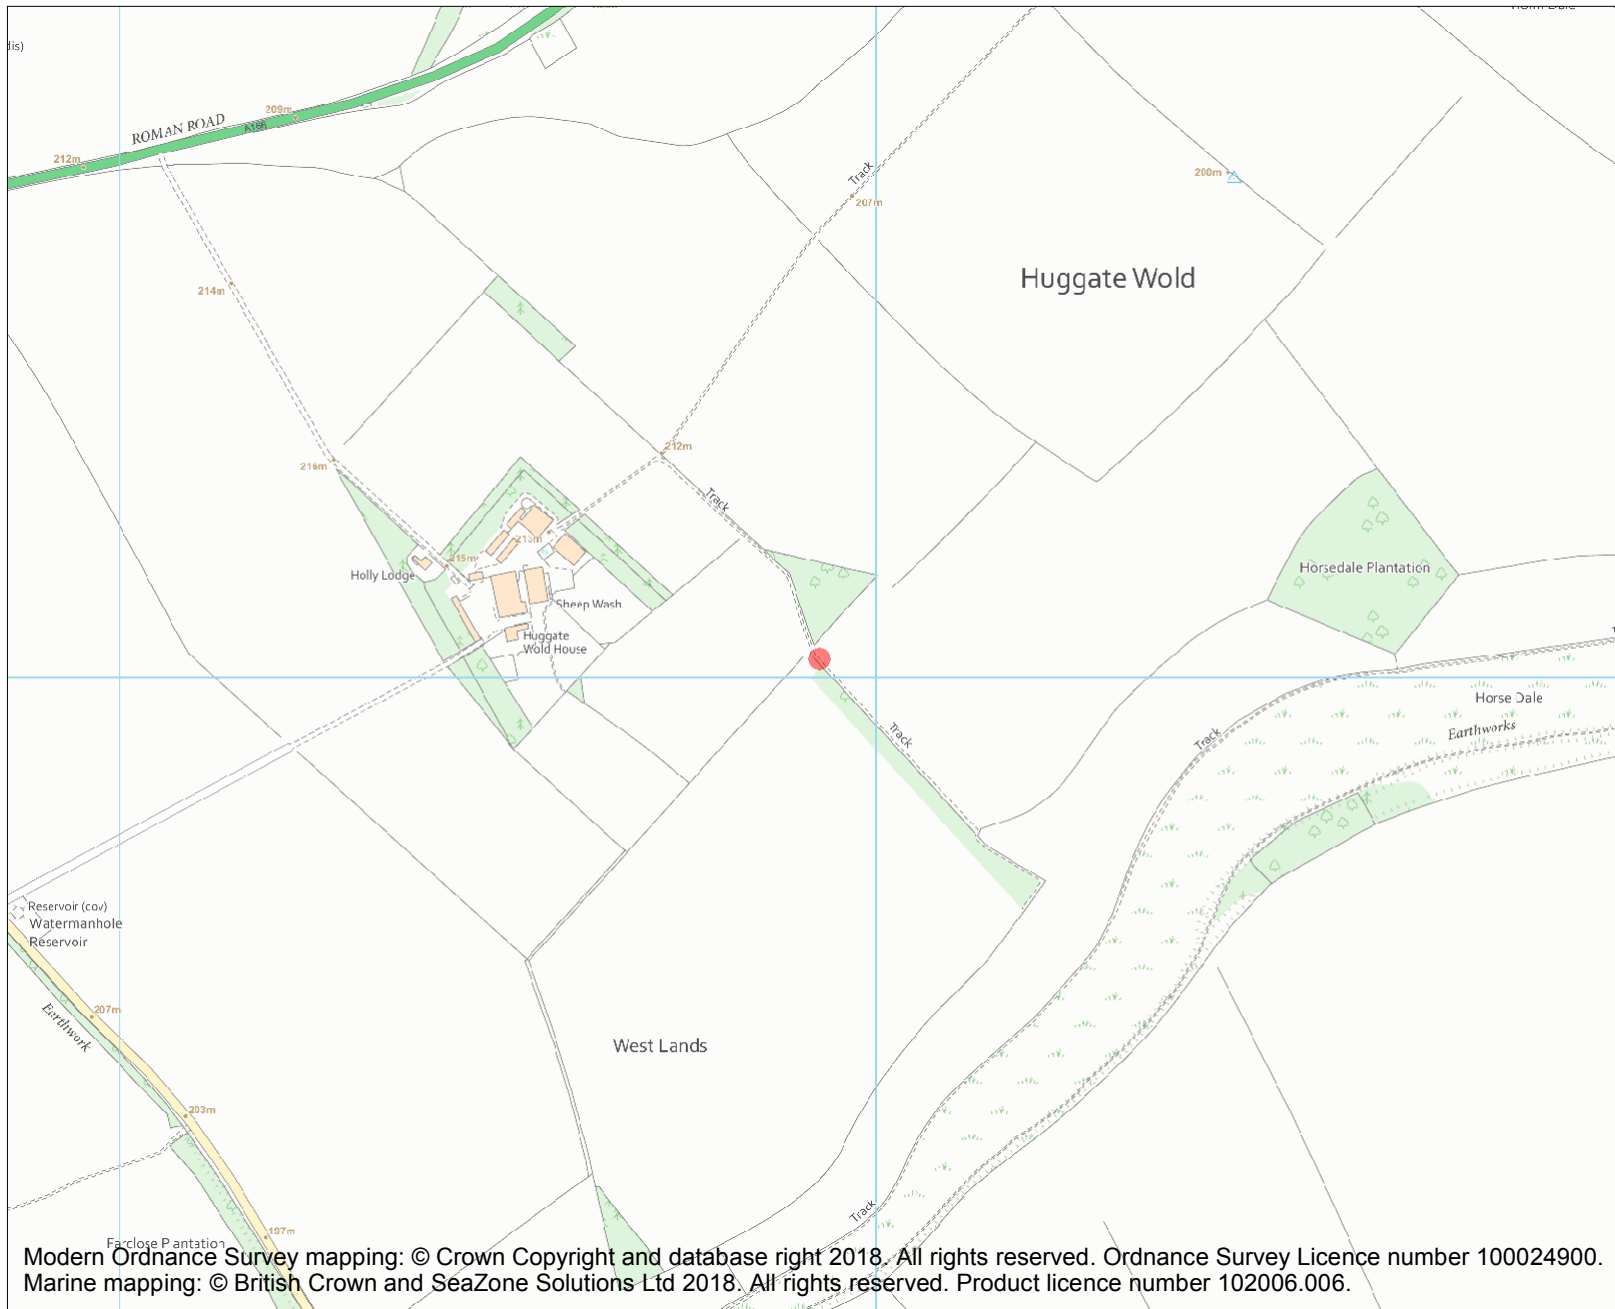 dis)
209m
ROMAN ROAD
A166
212m
Track
207m
200m
Huggate Wold
214m
212m
216m
Track
213m
215m
Holly Lodge
Horsedale Plantation
Sheep Wash
Huggate
Wold House
Horse Dale
Track
Track
Earthworks
Reservoir (cov)
Watermanhole
Reservoir
207m
Earthwork
West Lands
203m
Track
197m
Farclose Plantation
Modern Ordnance Survey mapping: © Crown Copyright and database right 2018. All rights reserved. Ordnance Survey Licence number 100024900.
Marine mapping: © British Crown and SeaZone Solutions Ltd 2018. All rights reserved. Product licence number 102006.006.